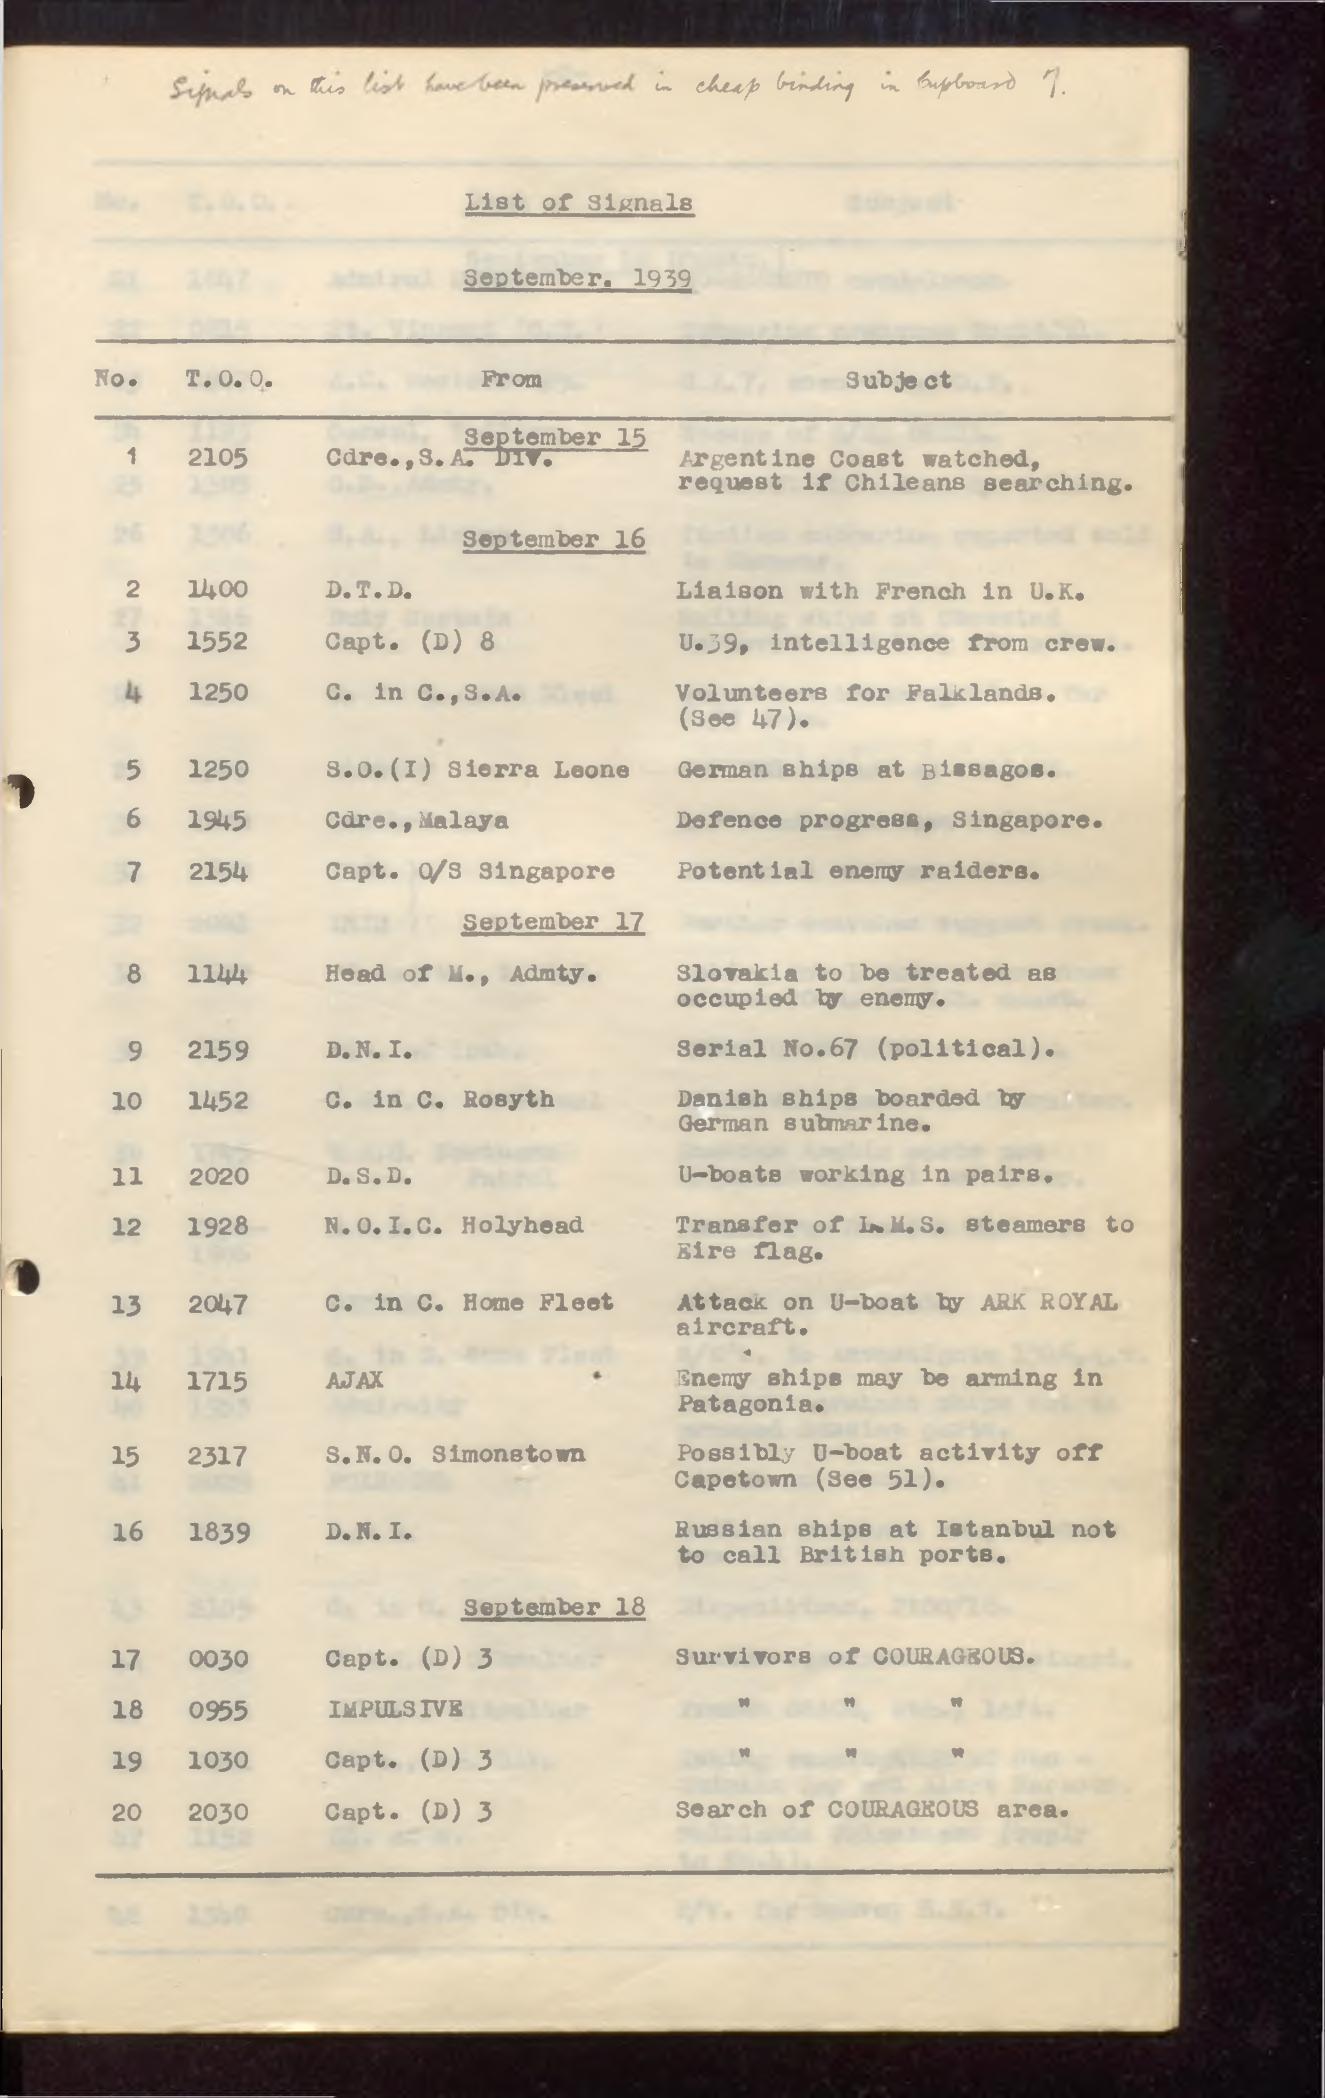 Signals on this list have been preserved in cheap binding in Cupboard 7.
List of Signals
September. 1939
No. T.O.O. From Subject
September 15
1 2105 Cdre.,S.A. DIV. Argentine Coast watched,
request if Chileans searching.
September 16
2 1400 D.T.D. Liaison with French in U.K.
3 1552 Capt. (D) 8 U.39, intelligence from crew.
4 1250 C. in C.,S.A. Volunteers for Falklands.
(See 47).
5 1250 S.O.(I) Sierra Leone German ships at Bissagos.
6 1945 Cdre.,Malaya Defence progress, Singapore.
7 2154 Capt. O/S Singapore Potential enemy raiders.
September 17
8 1144 Head of M., Admty. Slovakia to be treated as
occupied by enemy.
9 2159 D.N.I. Serial No.67 (political).
10 1452 C. in C. Rosyth Danish ships boarded by
German submarine.
11 2020 D.S.D. U-boats working in pairs.
12 1928 N.O.I.C. Holyhead Transfer of L.M.S. steamers to
Eire flag.
13 2047 C. in C. Home Fleet Attack on U-boat by ARK ROYAL
aircraft.
14 1715 AJAX Enemy ships may be arming in
Patagonia.
15 2317 S.N.O. Simonstown Possibly U-boat activity off
Capetown (See 51).
16 1839 D.N.I. Russian ships at Istanbul not
to call British ports.
September 18
17 0030 Capt. (D) 3 Survivors of COURAGEOUS.
18 0955 IMPULSIVE " " "
19 1030 Capt. (D) 3 " " "
20 2030 Capt. (D) 3 Search of COURAGEOUS area.